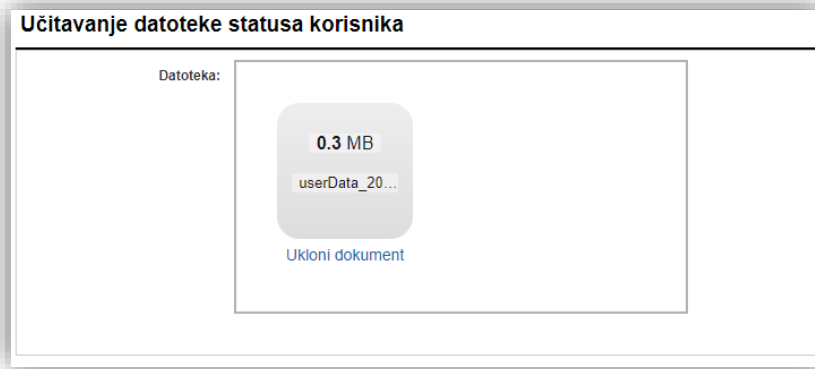 Učitavanje datoteke statusa korisnika
Datoteka:
0.3 MB
userData_20...
Ukloni dokument